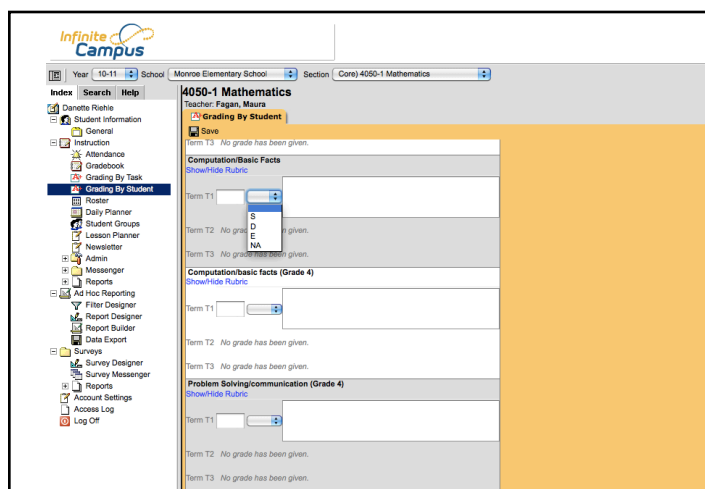 Infinite
Campus
Year 10-11 School Monroe Elementary School Section Core) 4050-1 Mathematics
Index Search Help
Danette Riehle
Student Information
General
Instruction
Attendance
Gradebook
Grading By Task
Grading By Student
Roster
Daily Planner
Student Groups
Lesson Planner
Newsletter
Admin
Messenger
Reports
Ad Hoc Reporting
Filter Designer
Report Designer
Report Builder
Data Export
Surveys
Survey Designer
Survey Messenger
Reports
Account Settings
Access Log
Log Off
4050-1 Mathematics
Teacher: Fagan, Maura
Grading By Student
Save
Term T3 No grade has been given.
Computation/Basic Facts
Show/Hide Rubric
Term T1
S
D
E
NA
Term T2 No grade has been given.
Term T3 No grade has been given.
Computation/basic facts (Grade 4)
Show/Hide Rubric
Term T1
Term T2 No grade has been given.
Term T3 No grade has been given.
Problem Solving/communication (Grade 4)
Show/Hide Rubric
Term T1
Term T2 No grade has been given.
Term T3 No grade has been given.